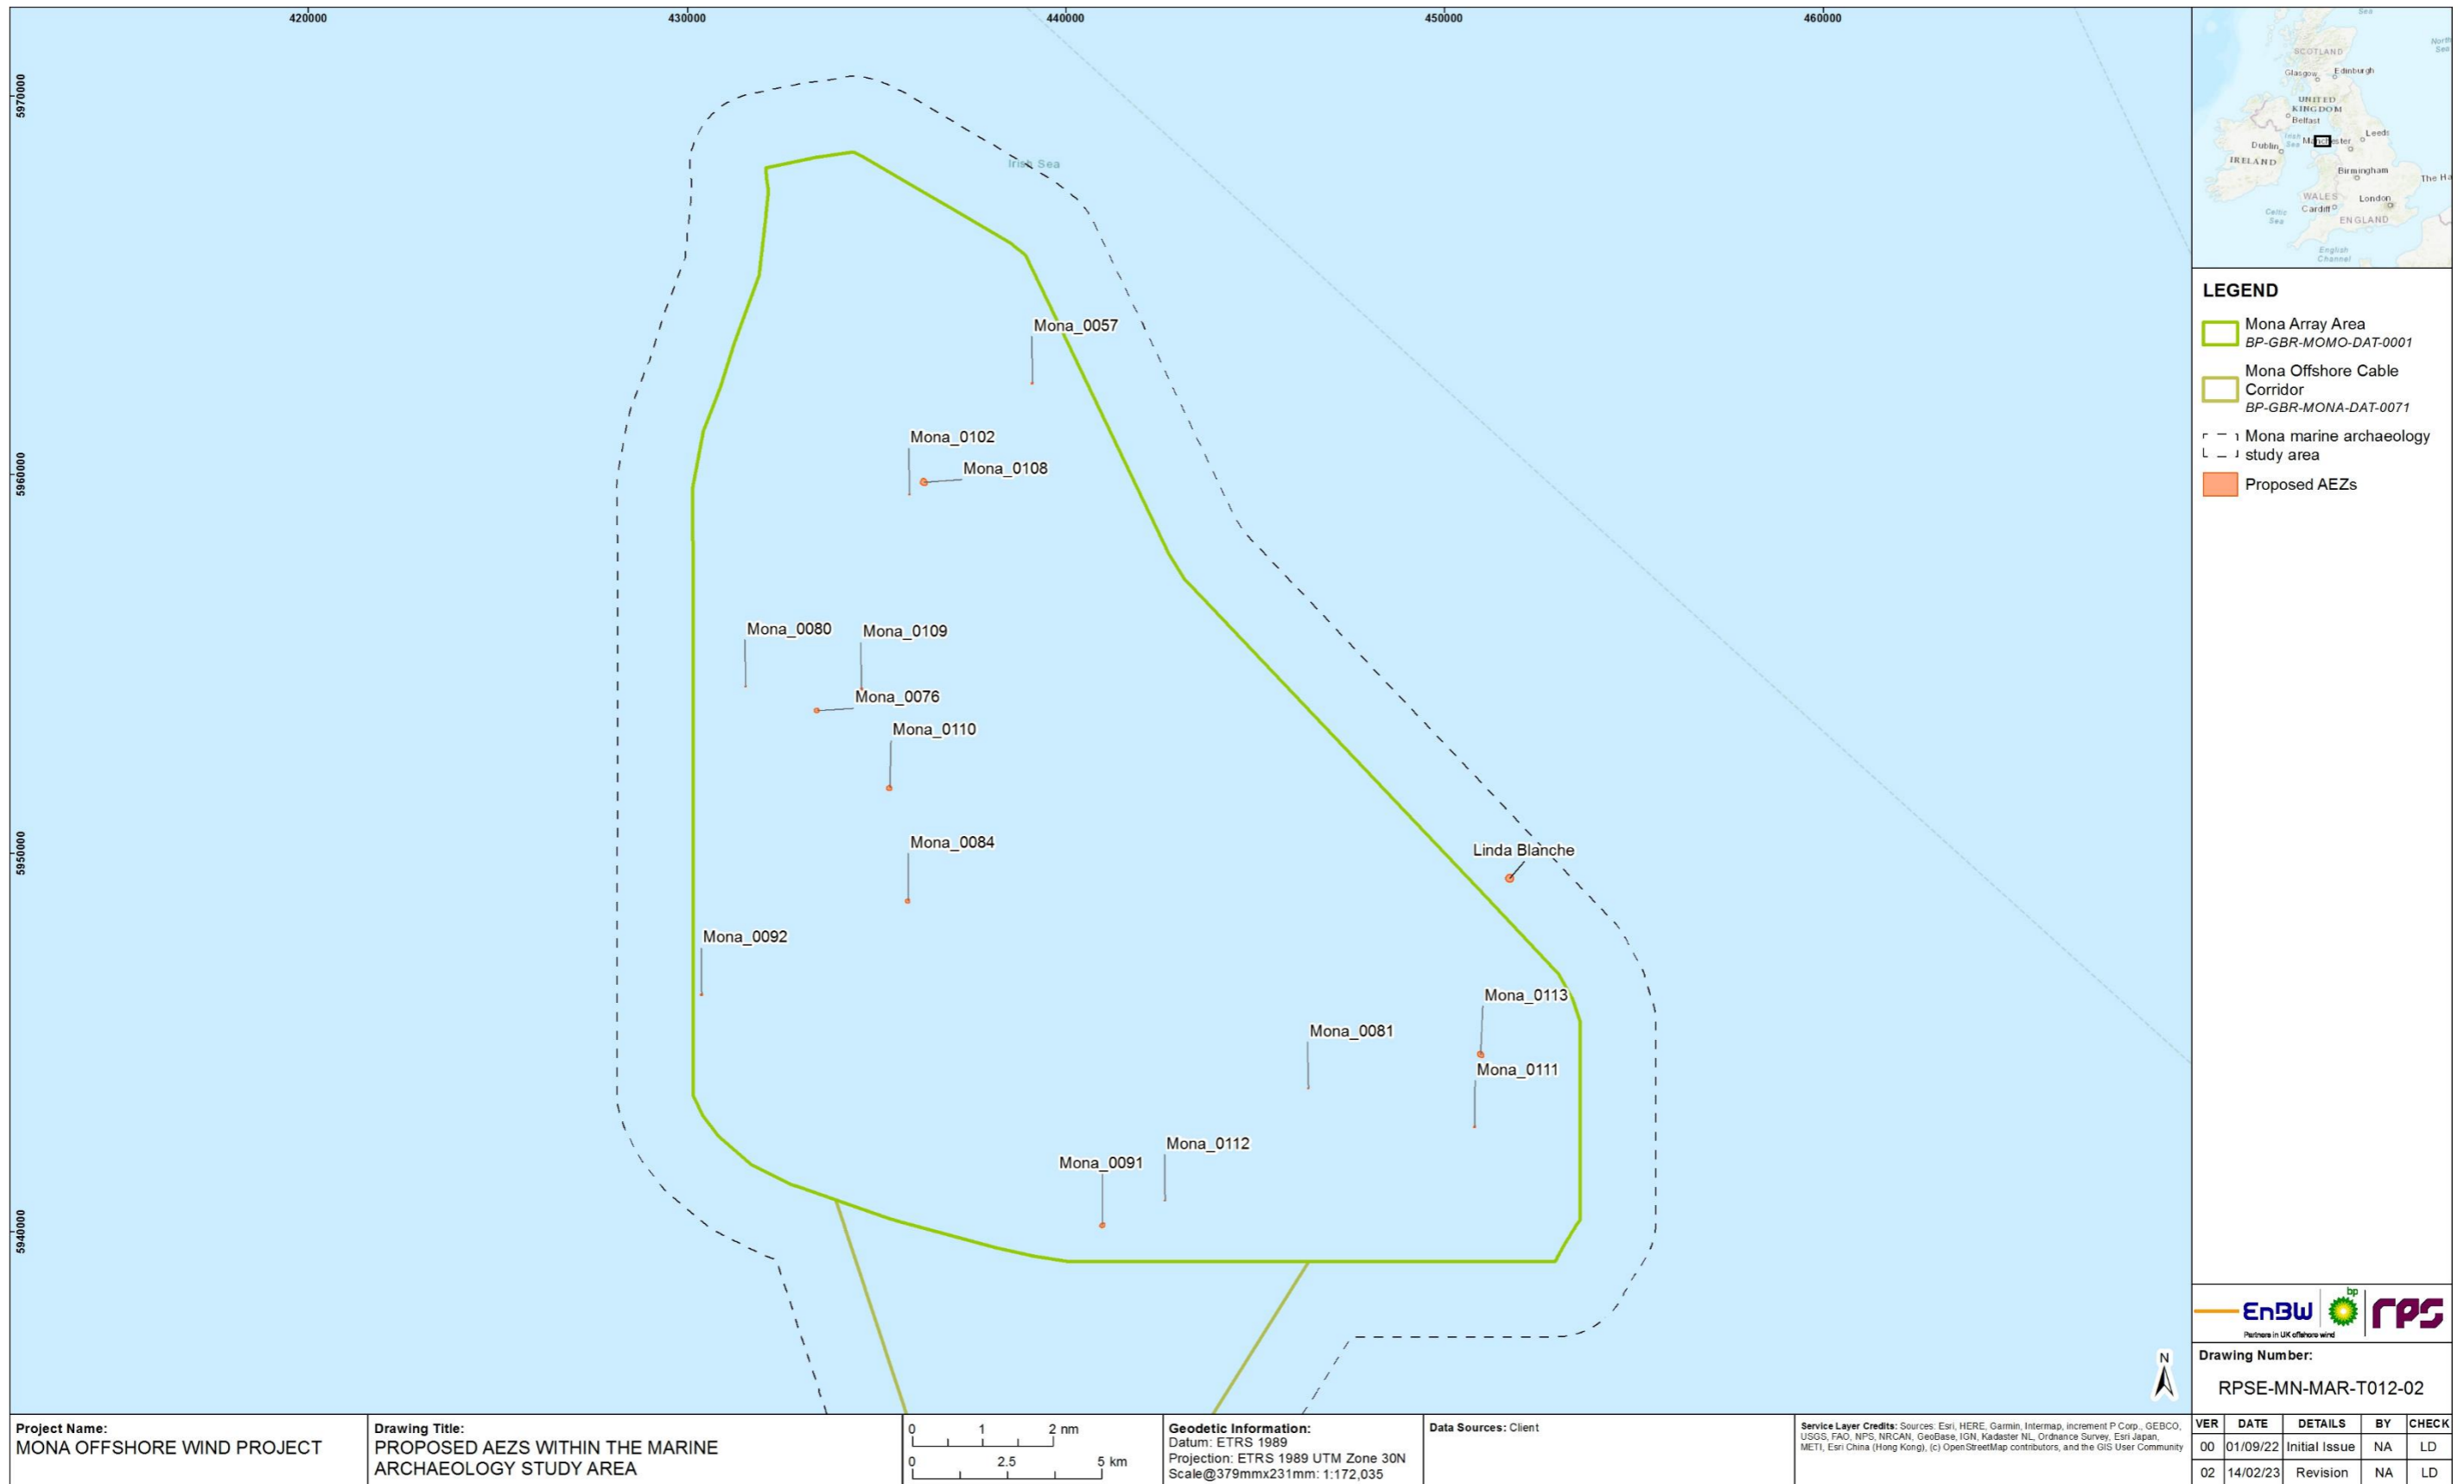 420000
430000
440000
450000
460000
5970000
5960000
5950000
5940000
Irish Sea
Mona_0057
Mona_0102
Mona_0108
Mona_0080
Mona_0109
Mona_0076
Mona_0110
Mona_0084
Linda Blanche
Mona_0092
Mona_0113
Mona_0081
Mona_0111
Mona_0112
Mona_0091
Sea
North
Sea
SCOTLAND
Glasgow
Edinburgh
UNITED
KINGDOM
Belfast
Irish
Sea
Leeds
Dublin
Manchester
IRELAND
Birmingham
The Ha
WALES
London
Cardiff
Celtic
Sea
ENGLAND
English
Channel
LEGEND
Mona Array Area
BP-GBR-MOMO-DAT-0001
Mona Offshore Cable
Corridor
BP-GBR-MONA-DAT-0071
Mona marine archaeology
study area
Proposed AEZs
EnBW
bp
rps
Partners in UK offshore wind
N
Drawing Number:
RPSE-MN-MAR-T012-02
Project Name:
MONA OFFSHORE WIND PROJECT
Drawing Title:
PROPOSED AEZS WITHIN THE MARINE
ARCHAEOLOGY STUDY AREA
0 1 2 nm
0 2.5 5 km
Geodetic Information:
Datum: ETRS 1989
Projection: ETRS 1989 UTM Zone 30N
Scale@379mmx231mm: 1:172,035
Data Sources: Client
Service Layer Credits: Sources: Esri, HERE, Garmin, Intermap, increment P Corp., GEBCO,
USGS, FAO, NPS, NRCAN, GeoBase, IGN, Kadaster NL, Ordnance Survey, Esri Japan,
METI, Esri China (Hong Kong), (c) OpenStreetMap contributors, and the GIS User Community
VER DATE DETAILS BY CHECK
00 01/09/22 Initial Issue NA LD
02 14/02/23 Revision NA LD